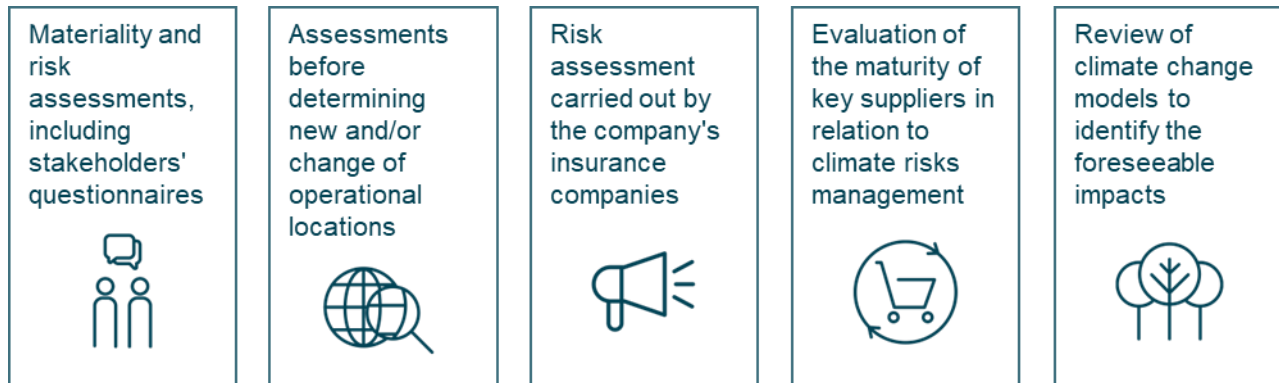 Materiality and
risk
assessments,
including
stakeholders'
questionnaires
Assessments
before
determining
new and/or
change of
operational
locations
Risk
assessment
carried out by
the company's
insurance
companies
Evaluation of
the maturity of
key suppliers in
relation to
climate risks
management
Review of
climate change
models to
identify the
foreseeable
impacts